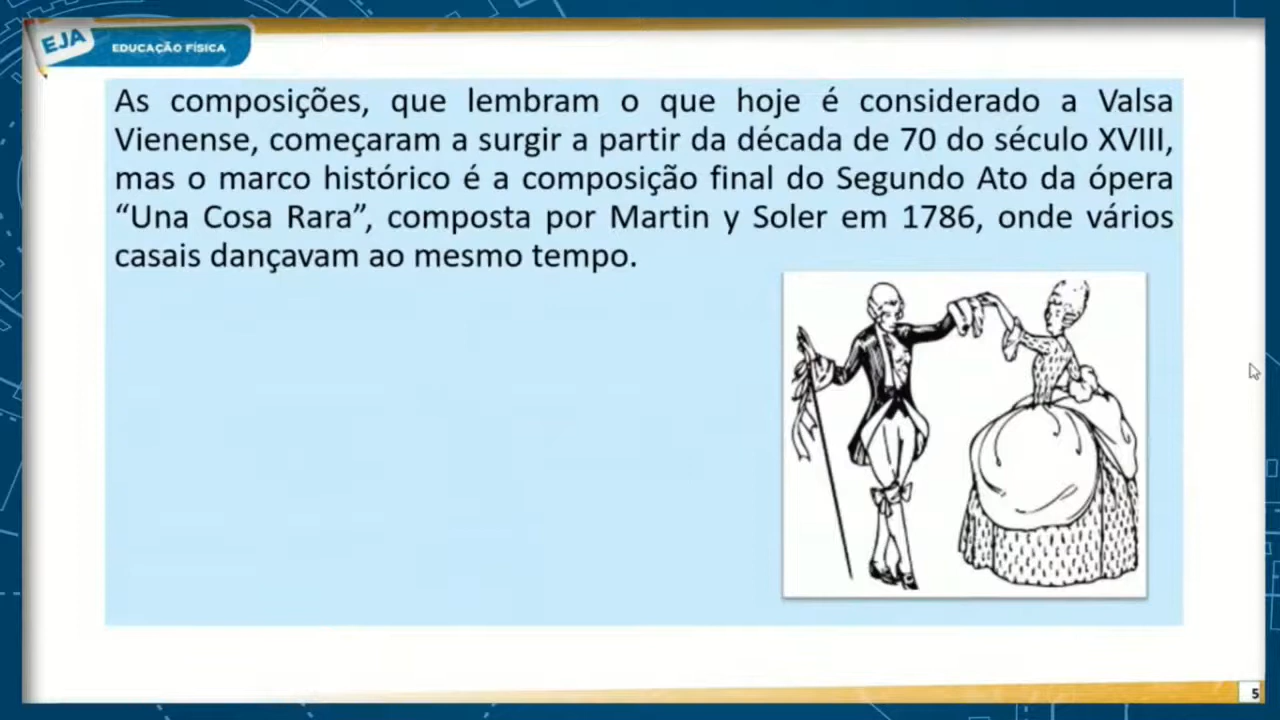 EJA
EDUCAÇÃO FÍSICA
As composições, que lembram o que hoje é considerado a Valsa
Vienense, começaram a surgir a partir da década de 70 do século XVIII,
mas o marco histórico é a composição final do Segundo Ato da ópera
“Una Cosa Rara”, composta por Martin y Soler em 1786, onde vários
casais dançavam ao mesmo tempo.
5